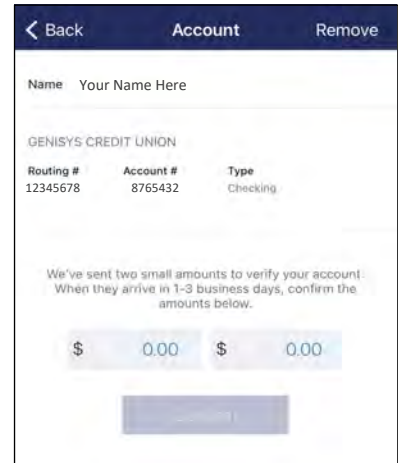 Back Account Remove
Name Your Name Here
GENISYS CREDIT UNION
Routing # Account # Type
12345678 8765432 Checking
We've sent two small amounts to verify your account.
When they arrive in 1-3 business days, confirm the
amounts below.
$ 0.00 $ 0.00